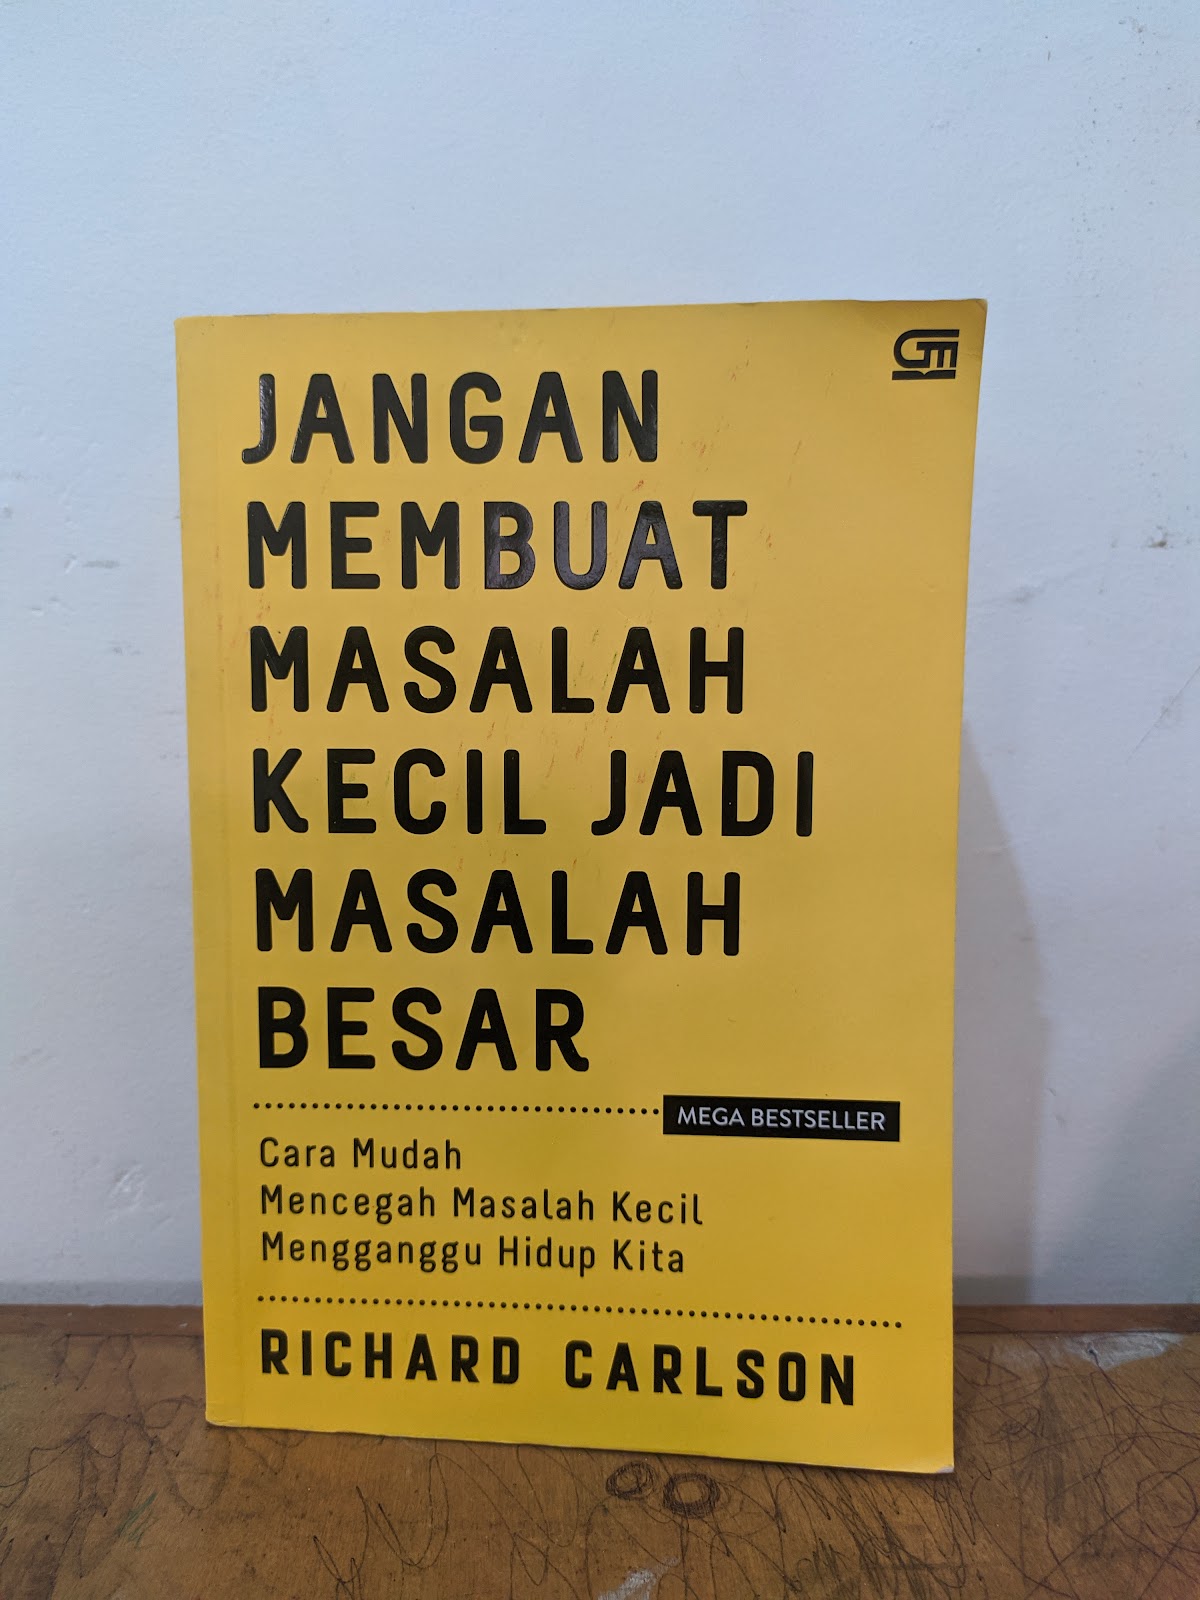 GM
JANGAN
MEMBUAT
MASALAH
KECIL JADI
MASALAH
BESAR
MEGA BESTSELLER
Cara Mudah
Mencegah Masalah Kecil
Mengganggu Hidup Kita
RICHARD CARLSON